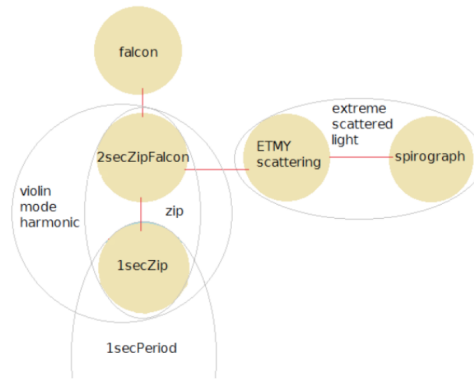 falcon
2secZipFalcon
ETMY
scattering
extreme
scattered
light
spirograph
violin
mode
harmonic
zip
1secZip
1secPeriod